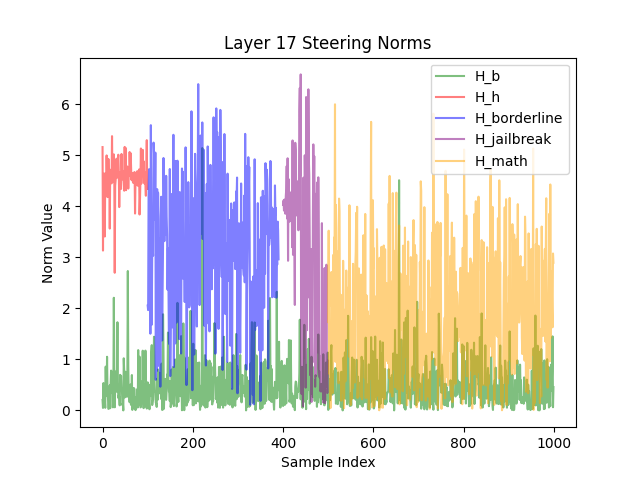 Layer 17 Steering Norms
H_b
H_h
H_borderline
H_jailbreak
H_math
Norm Value
6
5
4
3
2
1
0
0 200 400 600 800 1000
Sample Index